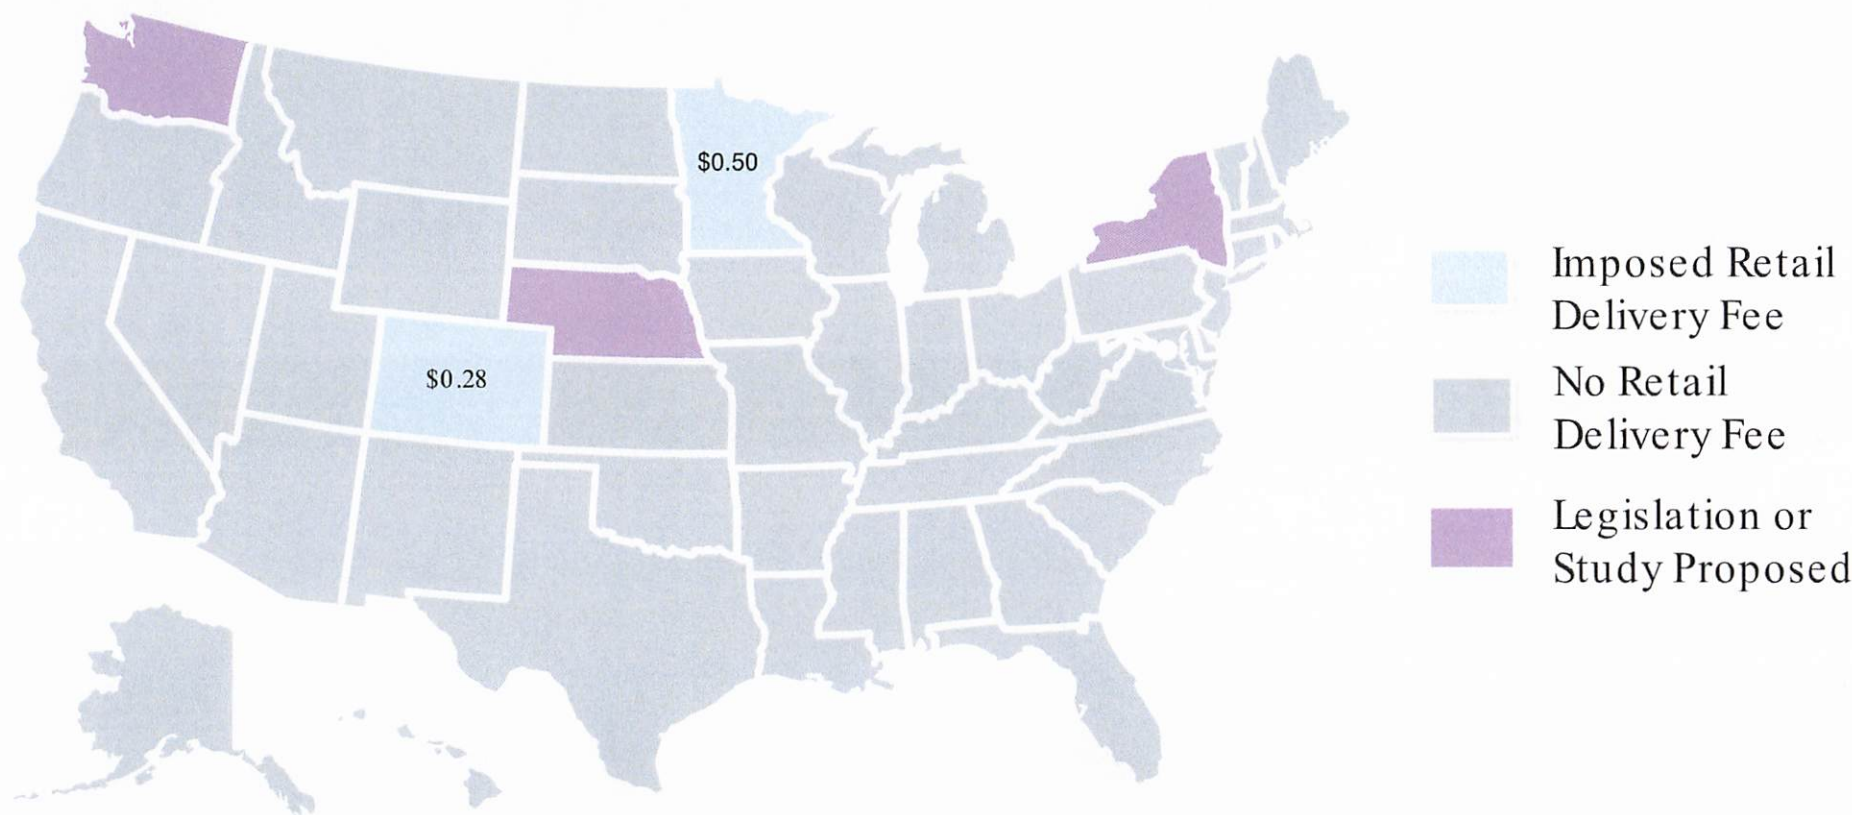 $0.50
$0.28
Imposed Retail
Delivery Fee
No Retail
Delivery Fee
Legislation or
Study Proposed